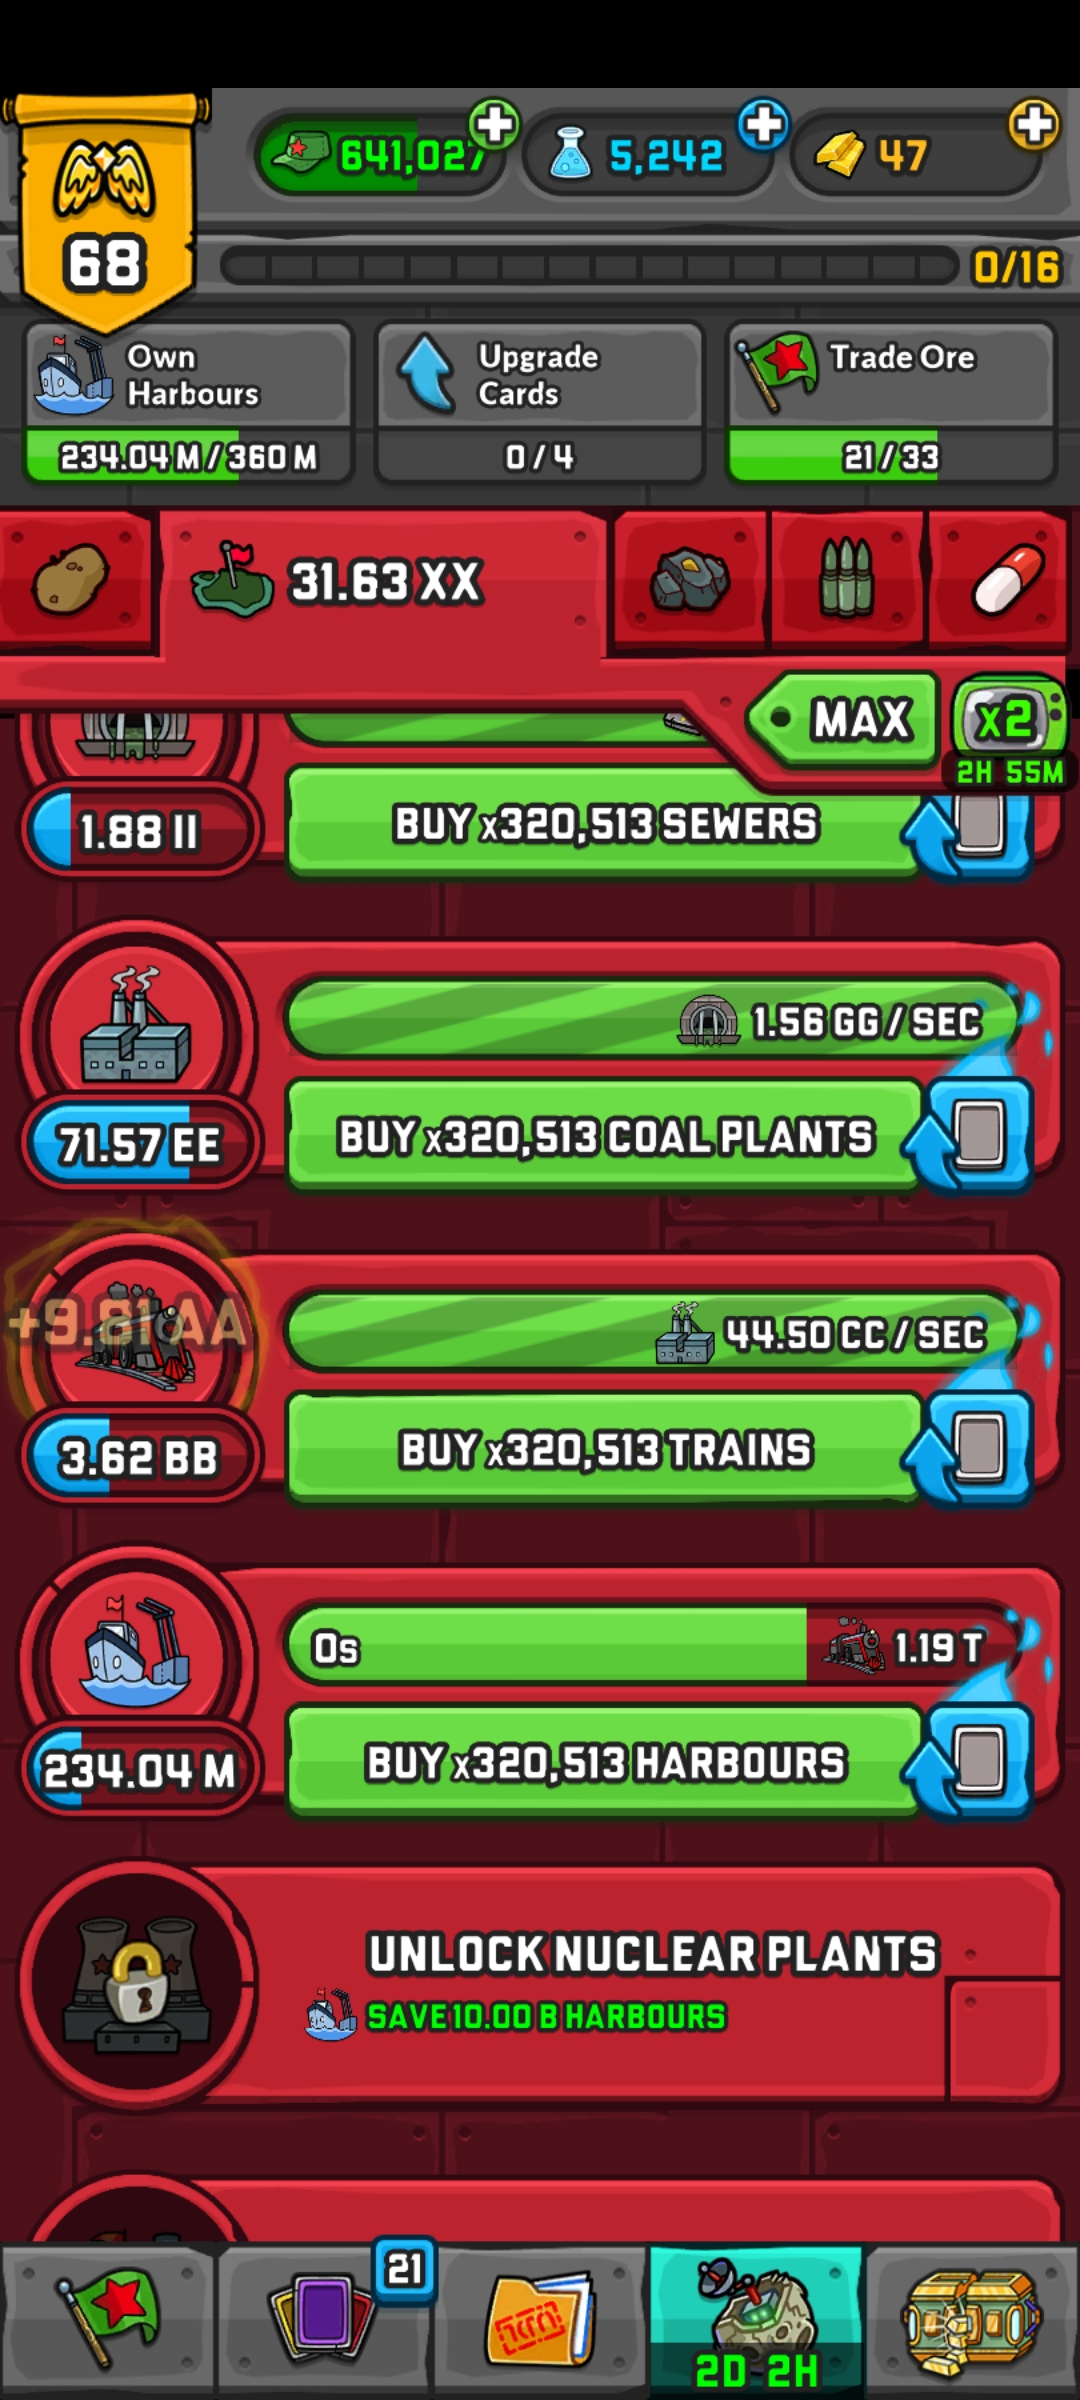 641,027
5,242
47
68
0/16
Own
Harbours
234.04 M / 360 M
Upgrade
Cards
0 / 4
Trade Ore
21 / 33
31.63 XX
MAX
x2
2H 55M
1.88 II
BUY x320,513 SEWERS
1.56 GG / SEC
71.57 EE
BUY x320,513 COAL PLANTS
+9.81 AA
44.50 CC / SEC
3.62 BB
BUY x320,513 TRAINS
0s
1.19 T
234.04 M
BUY x320,513 HARBOURS
UNLOCK NUCLEAR PLANTS
SAVE 10.00 B HARBOURS
21
2D 2H